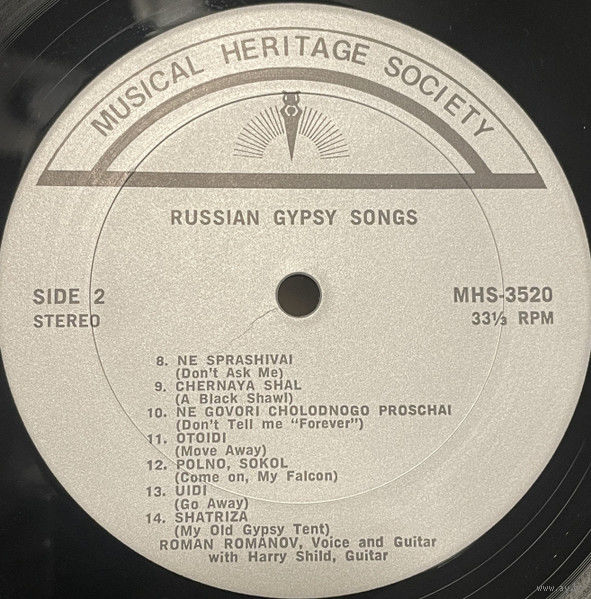 MUSICAL HERITAGE SOCIETY
RUSSIAN GYPSY SONGS
SIDE 2
STEREO
MHS-3520
33⅓ RPM
8. NE SPRASHIVAI
(Don't Ask Me)
9. CHERNAYA SHAL
(A Black Shawl)
10. NE GOVORI CHOLODNOGO PROSCHAI
(Don't Tell me "Forever")
11. OTOIDI
(Move Away)
12. POLNO, SOKOL
(Come on, My Falcon)
13. UIDI
(Go Away)
14. SHATRIZA
(My Old Gypsy Tent)
ROMAN ROMANOV, Voice and Guitar
with Harry Shild, Guitar